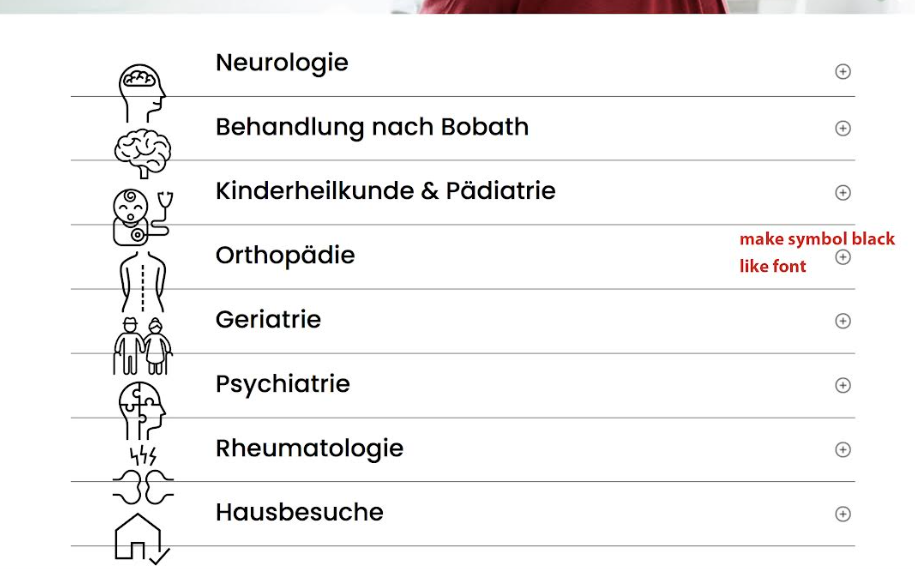 Neurologie
Behandlung nach Bobath
Kinderheilkunde & Pädiatrie
make symbol black
like font
Orthopädie
Geriatrie
Psychiatrie
Rheumatologie
Hausbesuche